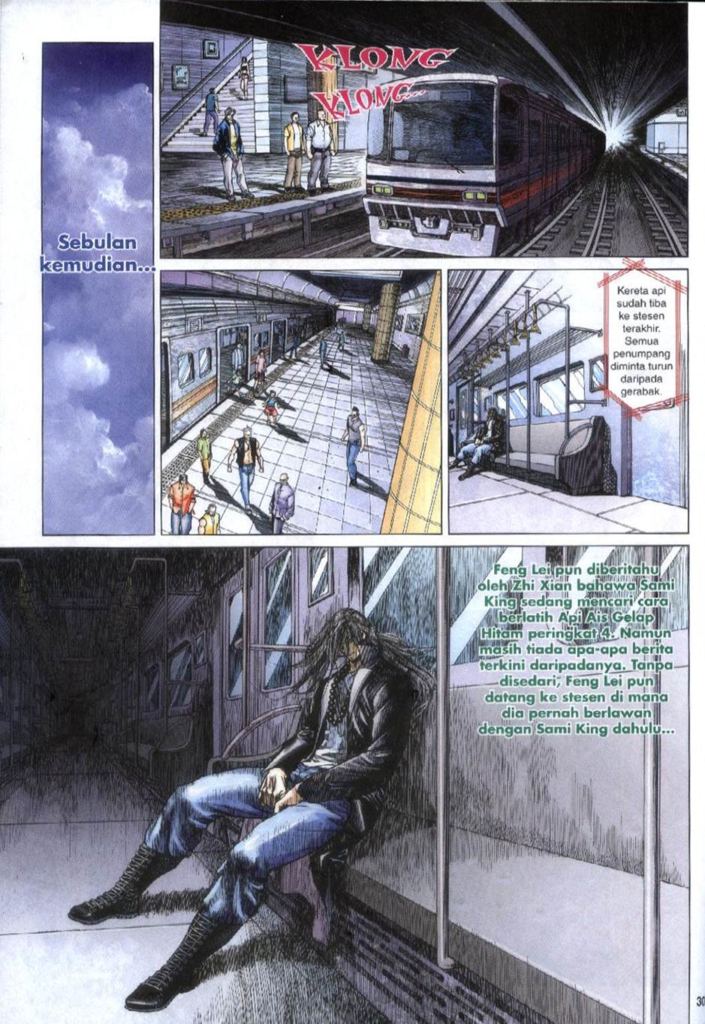 KLONG
KLONG...
Sebulan
kemudian...
Kereta api
sudah tiba
ke stesen
terakhir.
Semua
penumpang
diminta turun
daripada
gerabak.
Feng Lei pun diberitahu
oleh Zhi Xian bahawa Sami
King sedang mencari cara
berlatih Api Ais Gelap
Hitam peringkat 4. Namun
masih tiada apa-apa berita
terkini daripadanya. Tanpa
disedari, Feng Lei pun
datang ke stesen di mana
dia pernah berlawan
dengan Sami King dahulu...
30